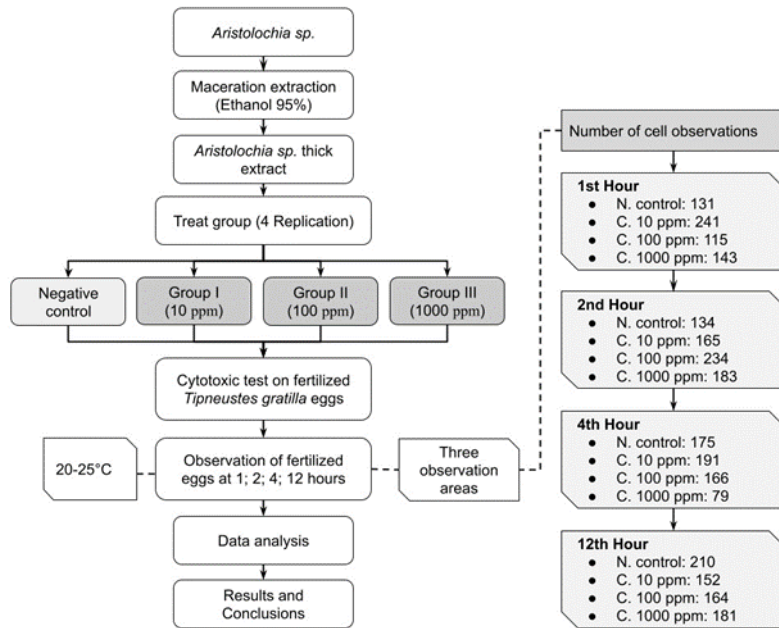 Aristolochia sp.
Maceration extraction
(Ethanol 95%)
Aristolochia sp. thick
extract
Treat group (4 Replication)
Negative
control
Group I
(10 ppm)
Group II
(100 ppm)
Group III
(1000 ppm)
Cytotoxic test on fertilized
Tipneustes gratilla eggs
20-25°C
Observation of fertilized
eggs at 1; 2; 4; 12 hours
Three
observation
areas
Data analysis
Results and
Conclusions
Number of cell observations
1st Hour
● N. control: 131
● C. 10 ppm: 241
● C. 100 ppm: 115
● C. 1000 ppm: 143
2nd Hour
● N. control: 134
● C. 10 ppm: 165
● C. 100 ppm: 234
● C. 1000 ppm: 183
4th Hour
● N. control: 175
● C. 10 ppm: 191
● C. 100 ppm: 166
● C. 1000 ppm: 79
12th Hour
● N. control: 210
● C. 10 ppm: 152
● C. 100 ppm: 164
● C. 1000 ppm: 181